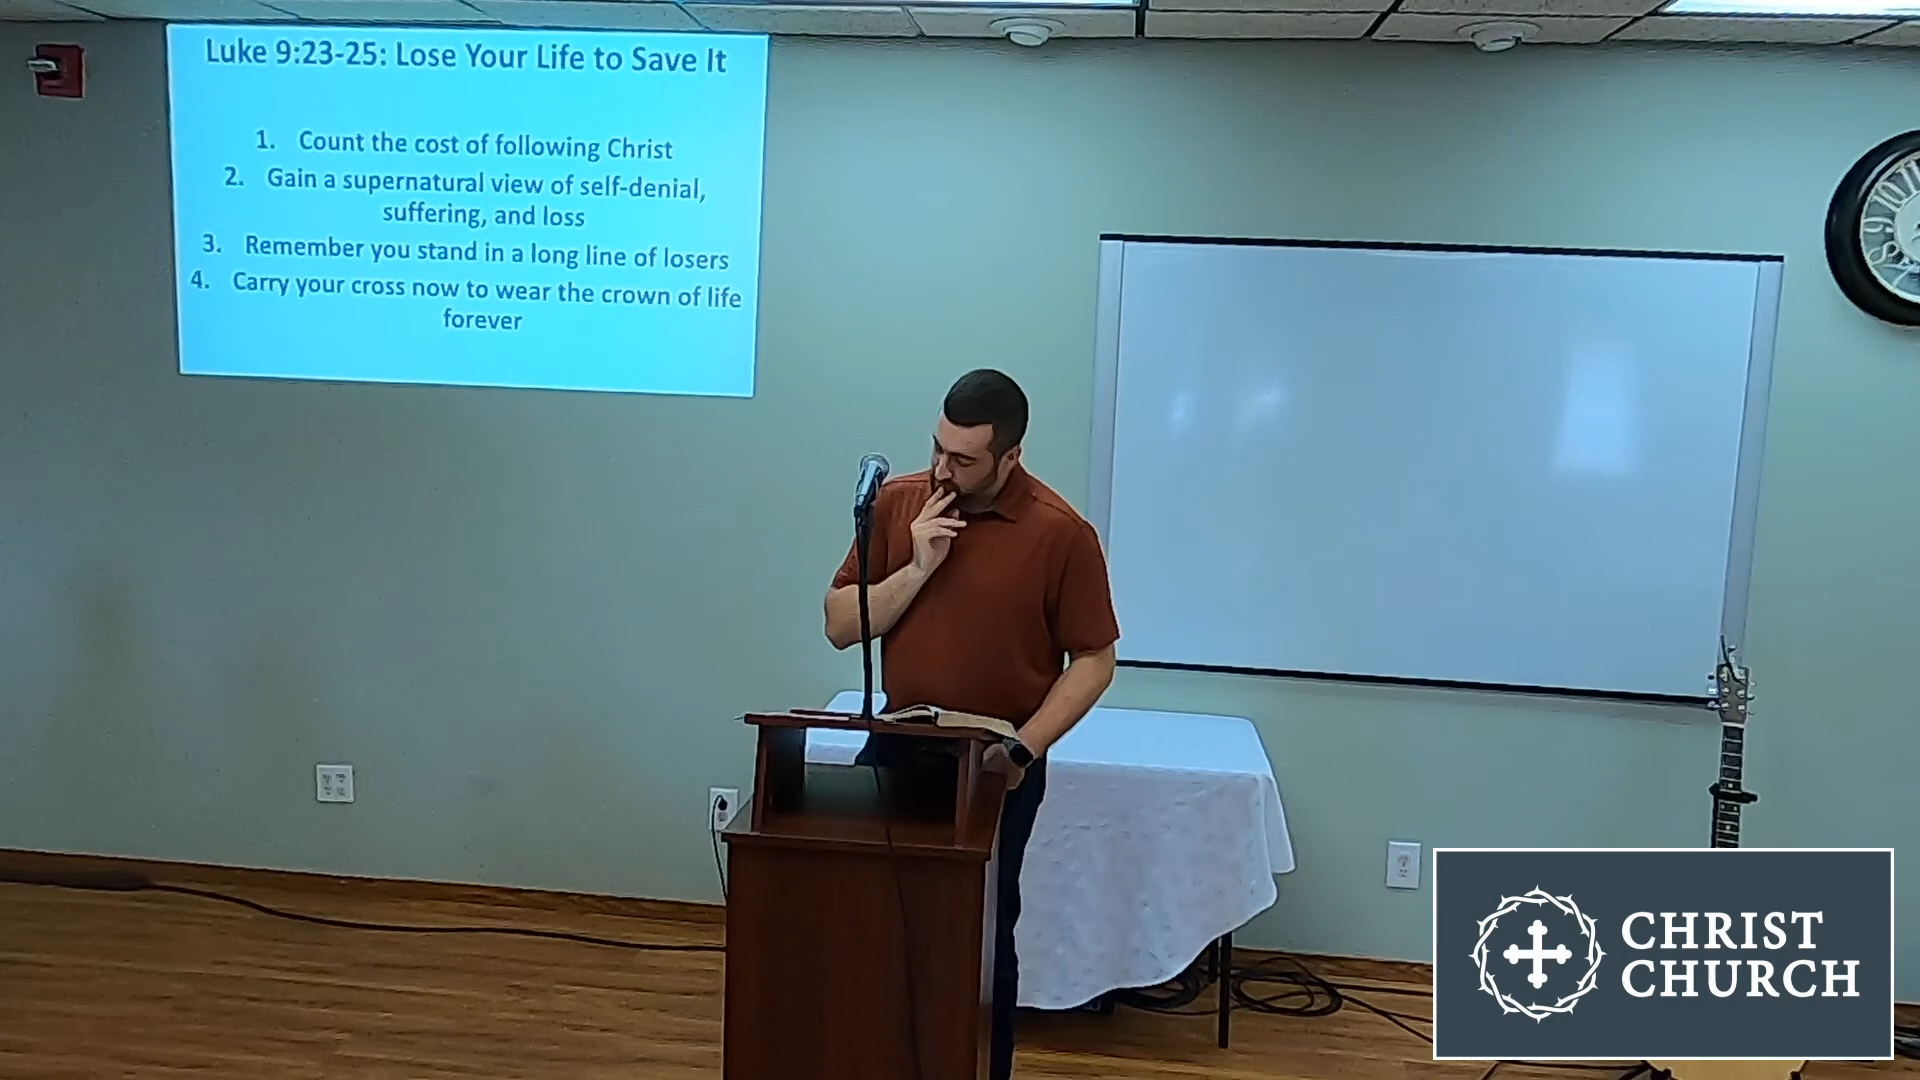 Luke 9:23-25: Lose Your Life to Save It
1. Count the cost of following Christ
2. Gain a supernatural view of self-denial,
suffering, and loss
3. Remember you stand in a long line of losers
4. Carry your cross now to wear the crown of life
forever
CHRIST
CHURCH